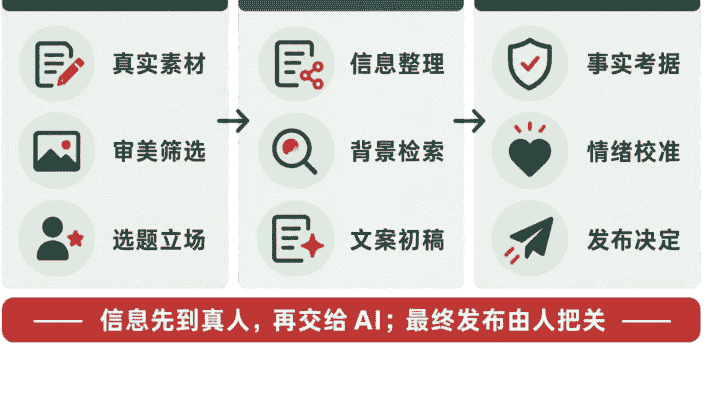 真实素材
审美筛选
选题立场
信息整理
背景检索
文案初稿
事实考据
情绪校准
发布决定
信息先到真人，再交给 AI；最终发布由人把关